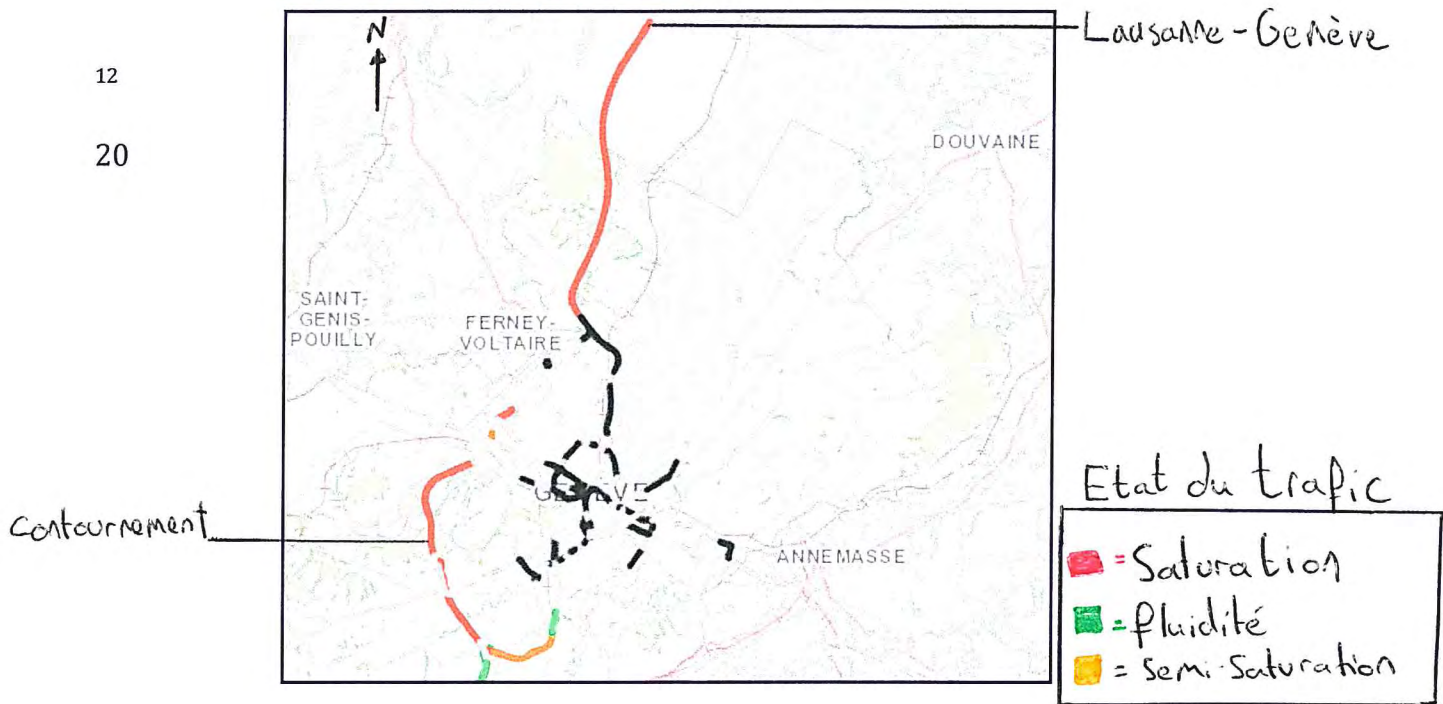 N
Lausanne-Genève
12
20
DOUVAINE
SAINT-
GENIS-
POUILLY
FERNEY-
VOLTAIRE
GENEVE
contournement
ANNEMASSE
Etat du trafic
= Saturation
= fluidité
= semi-saturation